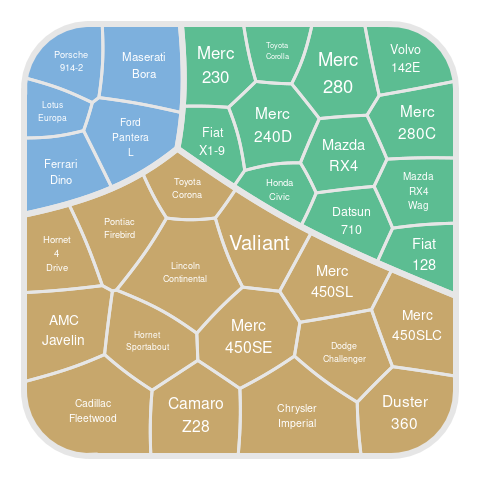 Porsche
914-2
Maserati
Bora
Lotus
Europa
Ford
Pantera
L
Ferrari
Dino
Merc
230
Toyota
Corolla
Merc
280
Volvo
142E
Fiat
X1-9
Merc
240D
Mazda
RX4
Merc
280C
Honda
Civic
Datsun
710
Mazda
RX4
Wag
Fiat
128
Toyota
Corona
Pontiac
Firebird
Hornet
4
Drive
Lincoln
Continental
Valiant
Merc
450SL
AMC
Javelin
Hornet
Sportabout
Merc
450SE
Dodge
Challenger
Merc
450SLC
Cadillac
Fleetwood
Camaro
Z28
Chrysler
Imperial
Duster
360